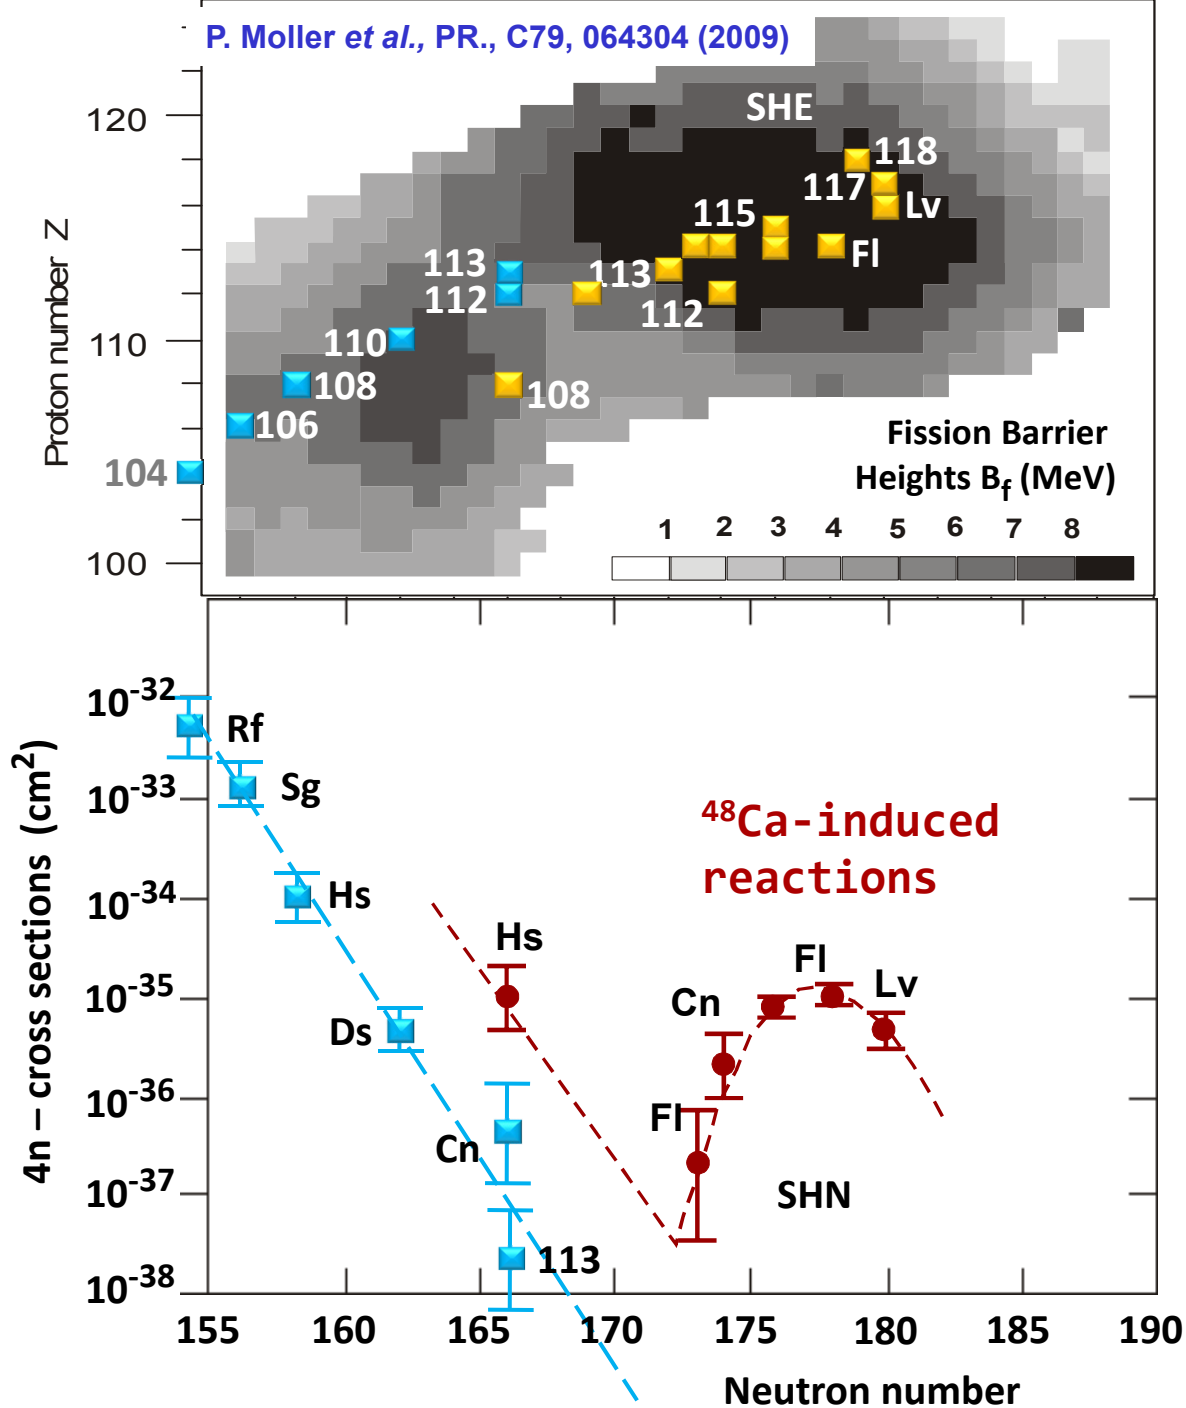 P. Moller et al., PR., C79, 064304 (2009)
SHE
120
118
117
Lv
115
Fl
113
113
112
112
110
110
108
108
106
104
100
Proton number Z
Fission Barrier
Heights Bf (MeV)
1 2 3 4 5 6 7 8
10-32
Rf
Sg
10-33
48Ca-induced
reactions
10-34
Hs
Hs
Fl
Lv
10-35
Cn
Ds
10-36
Fl
Cn
10-37
SHN
113
10-38
4n – cross sections (cm2)
155 160 165 170 175 180 185 190
Neutron number